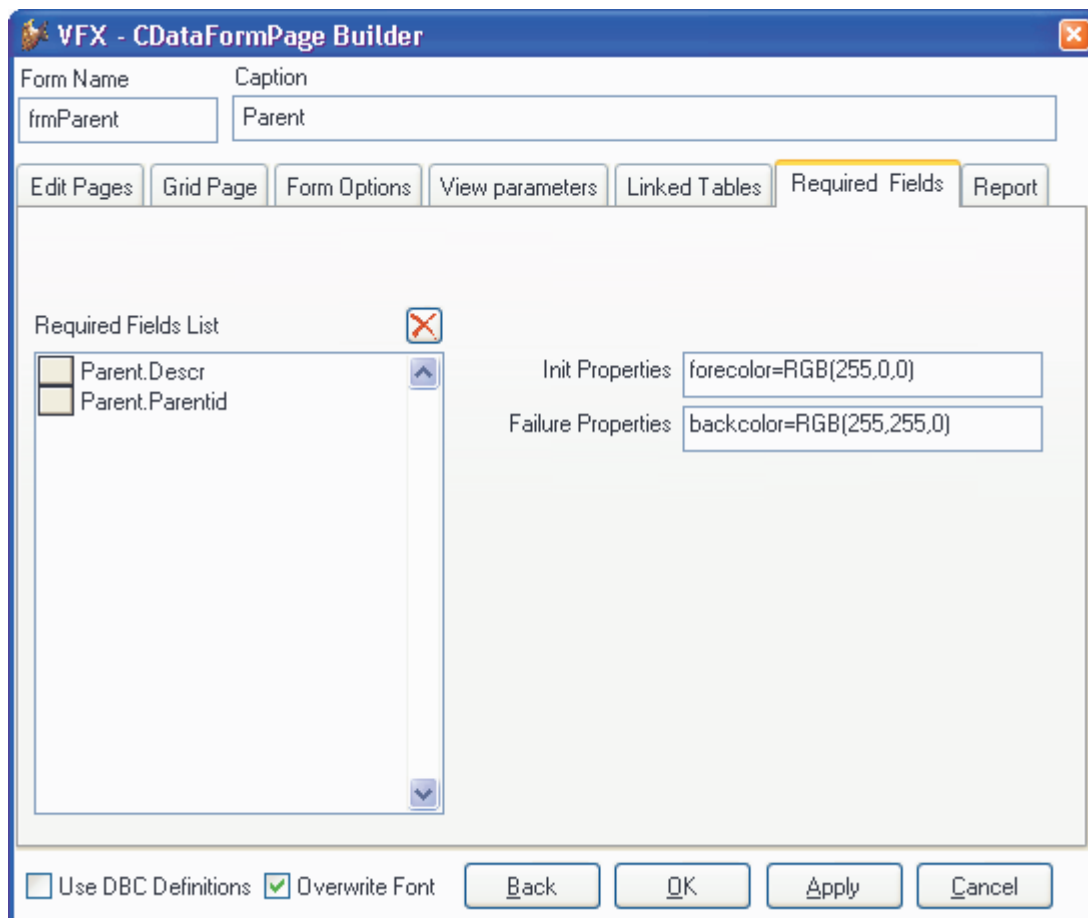 VFX - CDataFormPage Builder
Form Name Caption
frmParent Parent
Edit Pages Grid Page Form Options View parameters Linked Tables Required Fields Report
Required Fields List
Parent.Descr
Parent.Parentid
Init Properties forecolor=RGB(255,0,0)
Failure Properties backcolor=RGB(255,255,0)
Use DBC Definitions Overwrite Font Back OK Apply Cancel